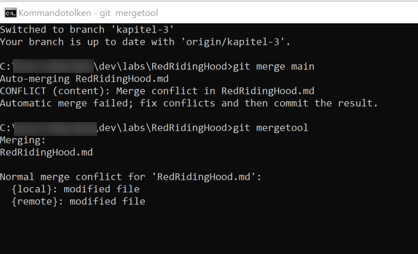 Kommandotolken - git mergetool
Switched to branch 'kapitel-3'
Your branch is up to date with 'origin/kapitel-3'.
C:\ \dev\labs\RedRidingHood>git merge main
Auto-merging RedRidingHood.md
CONFLICT (content): Merge conflict in RedRidingHood.md
Automatic merge failed; fix conflicts and then commit the result.
C:\ \dev\labs\RedRidingHood>git mergetool
Merging:
RedRidingHood.md
Normal merge conflict for 'RedRidingHood.md':
{local}: modified file
{remote}: modified file